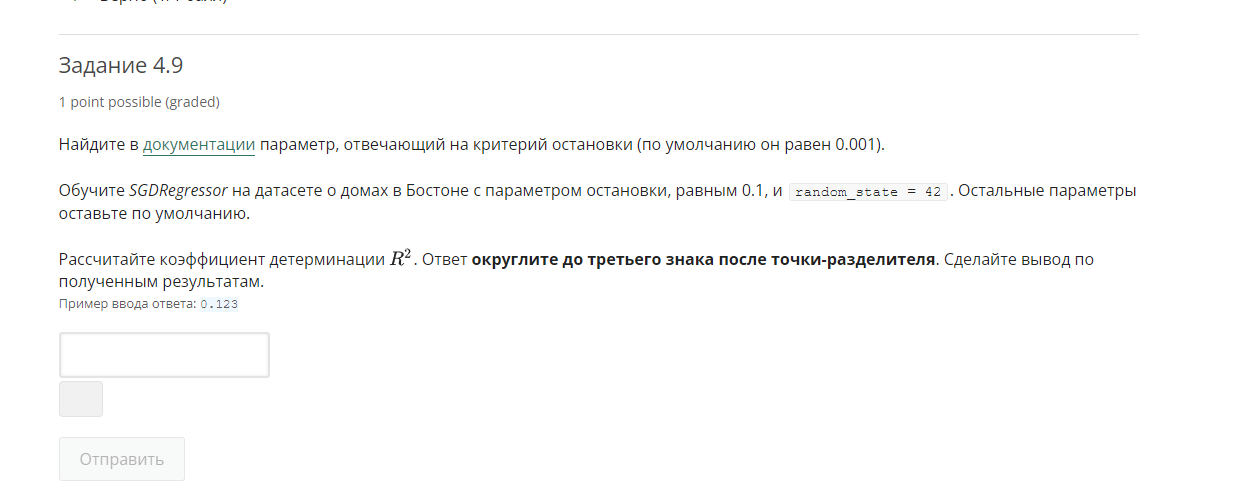 Задание 4.9
1 point possible (graded)
Найдите в документации параметр, отвечающий на критерий остановки (по умолчанию он равен 0.001).
Обучите SGDRegressor на датасете о домах в Бостоне с параметром остановки, равным 0.1, и random_state = 42 . Остальные параметры
оставьте по умолчанию.
Рассчитайте коэффициент детерминации R². Ответ округлите до третьего знака после точки-разделителя. Сделайте вывод по
полученным результатам.
Пример ввода ответа: 0.123
Отправить